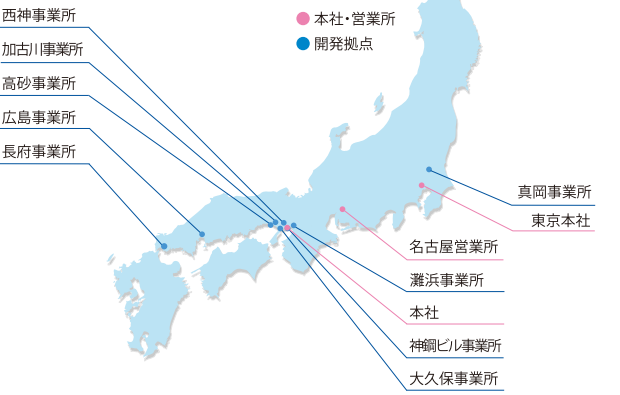 西神事業所
加古川事業所
高砂事業所
広島事業所
長府事業所
本社・営業所
開発拠点
真岡事業所
東京本社
名古屋営業所
灘浜事業所
本社
神鋼ビル事業所
大久保事業所